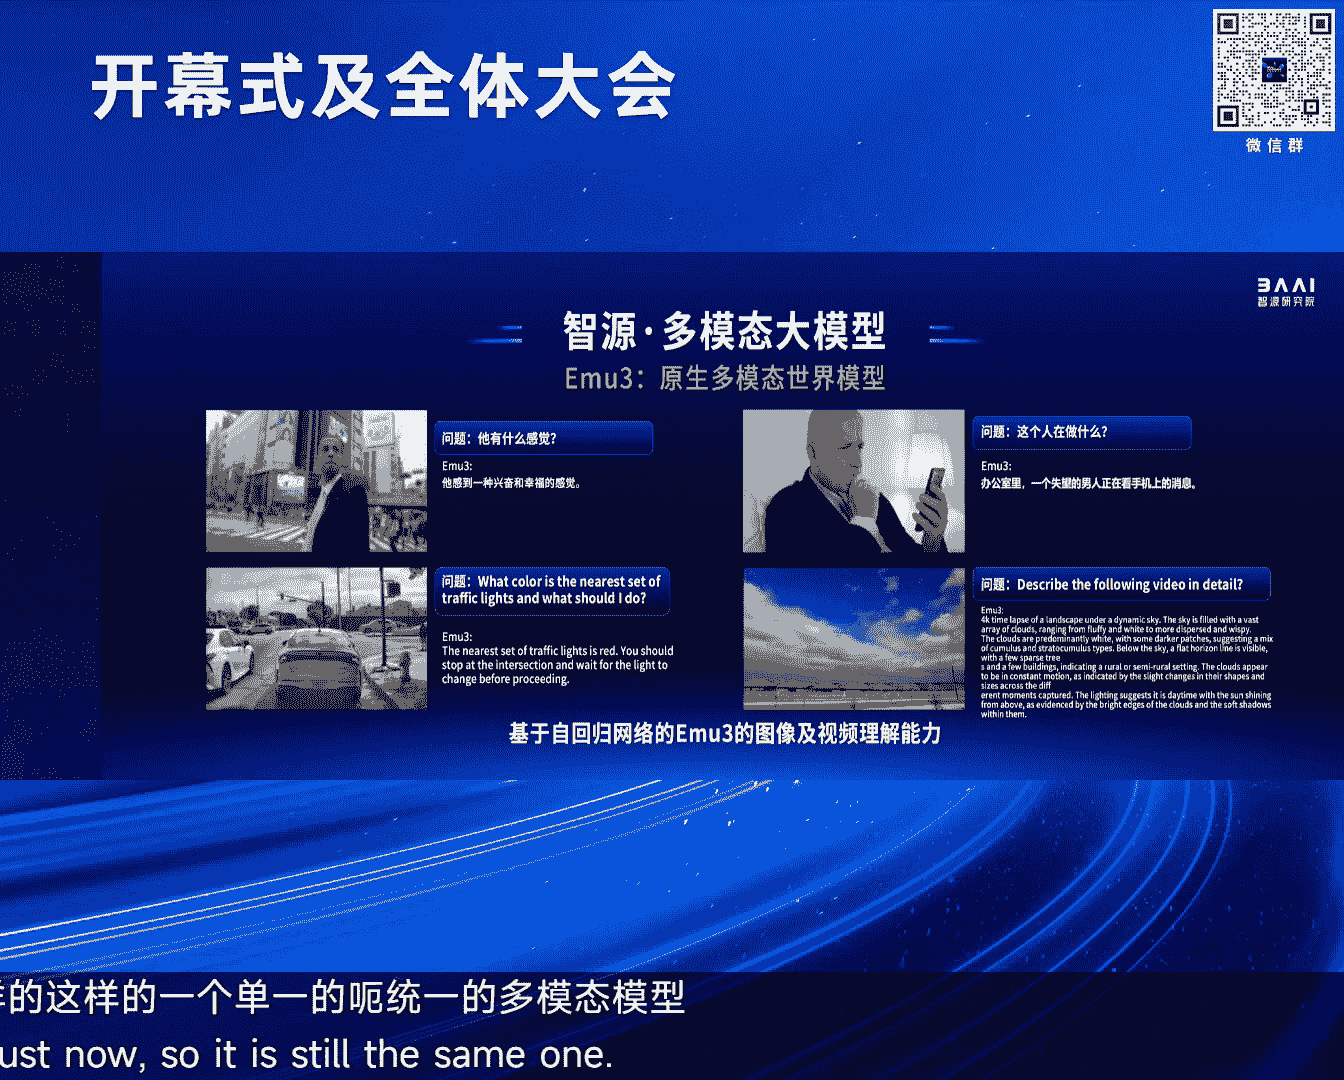 开幕式及全体大会
微信群
BAAI
智源研究院
智源·多模态大模型
Emu3：原生多模态世界模型
问题：他有什么感觉？
Emu3:
他感到一种兴奋和幸福的感觉。
问题：这个人在做什么？
Emu3:
办公室里，一个失望的男人正在看手机上的消息。
问题：What color is the nearest set of
traffic lights and what should I do?
Emu3:
The nearest set of traffic lights is red. You should
stop at the intersection and wait for the light to
change before proceeding.
问题：Describe the following video in detail?
Emu3:
4k time lapse of a landscape under a dynamic sky. The sky is filled with a vast
array of clouds, ranging from fluffy and white to more dispersed and wispy.
The clouds are predominantly white, with some darker patches, suggesting a mix
of cumulus and stratocumulus types. Below the sky, a flat horizon line is visible,
with a few sparse tree
s and a few buildings, indicating a rural or semi-rural setting. The clouds appear
to be in constant motion, as indicated by the slight changes in their shapes and
sizes across the diff
erent moments captured. The lighting suggests it is daytime with the sun shining
from above, as evidenced by the bright edges of the clouds and the soft shadows
within them.
基于自回归网络的Emu3的图像及视频理解能力
的这样的一个单一的呃统一的多模态模型
ust now, so it is still the same one.